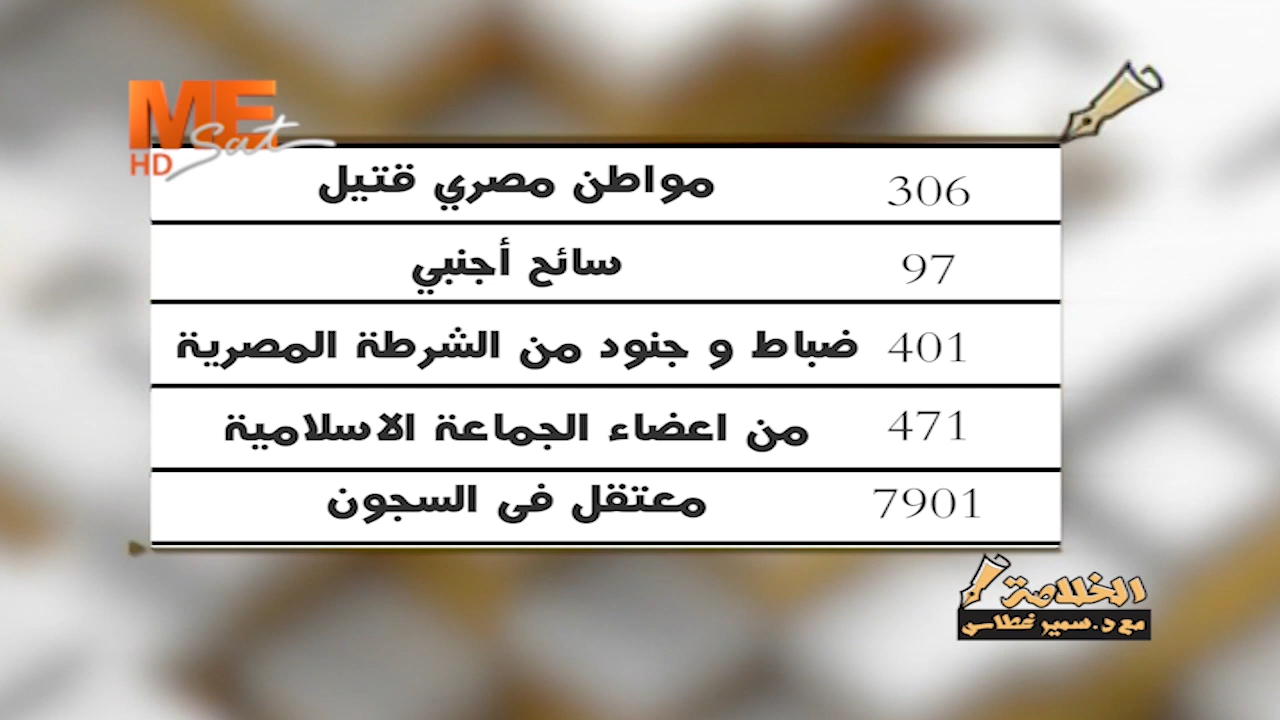 ME
Sat
HD
306 مواطن مصري قتيل
97 سائح أجنبي
401 ضباط و جنود من الشرطة المصرية
471 من اعضاء الجماعة الاسلامية
7901 معتقل فى السجون
الخلاصة
مع د.سمير غطاس